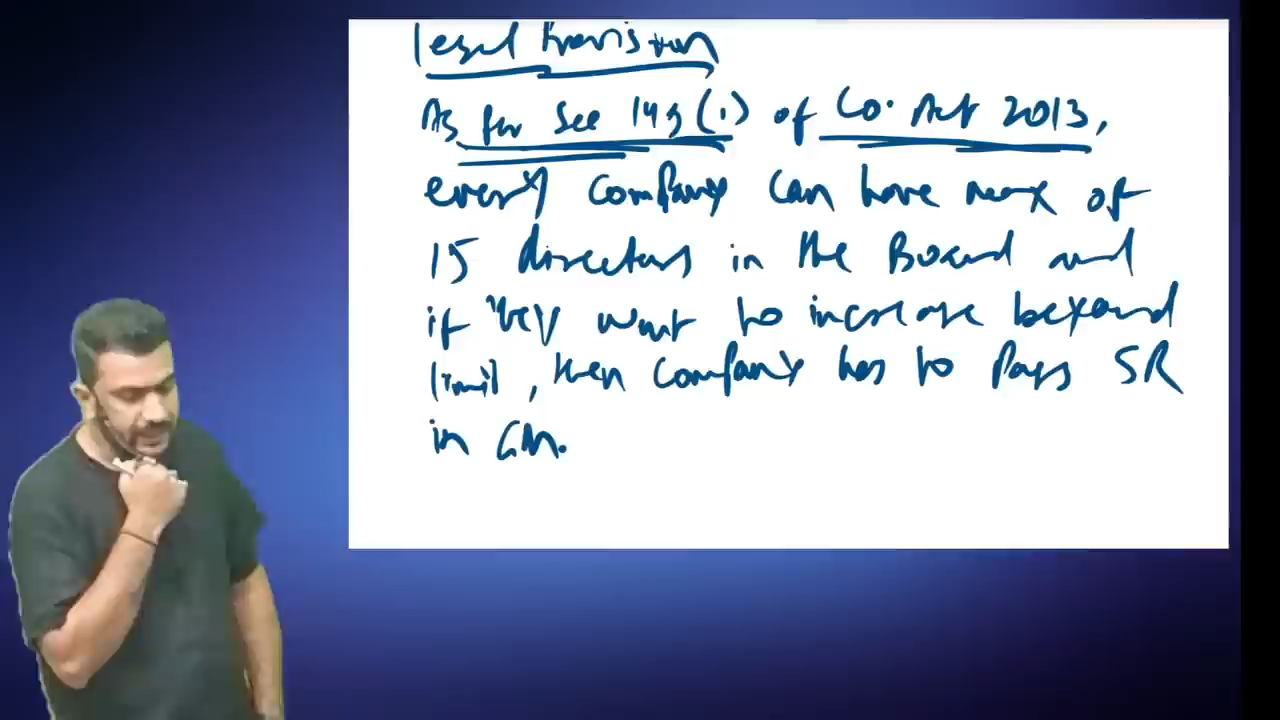 legal Provision
As per Sec 149(1) of Co. Act 2013,
every company can have max of
15 directors in the Board and
if they want to increase beyond
limit, then company has to Pass SR
in GM.